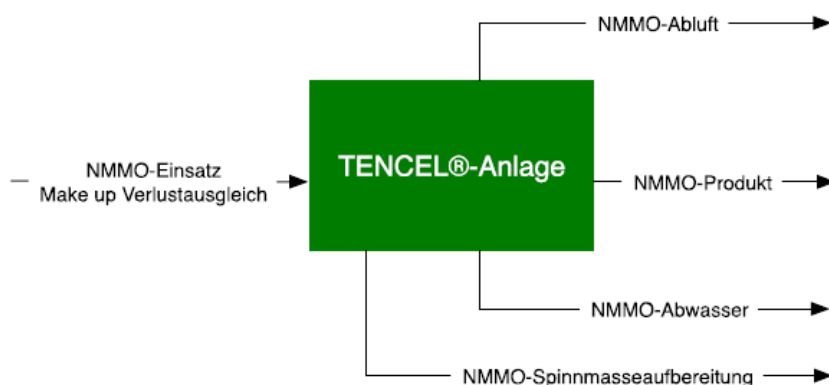 NMMO-Abluft
TENCEL®-Anlage
NMMO-Einsatz
Make up Verlustausgleich
NMMO-Produkt
NMMO-Abwasser
NMMO-Spinnmasseaufbereitung